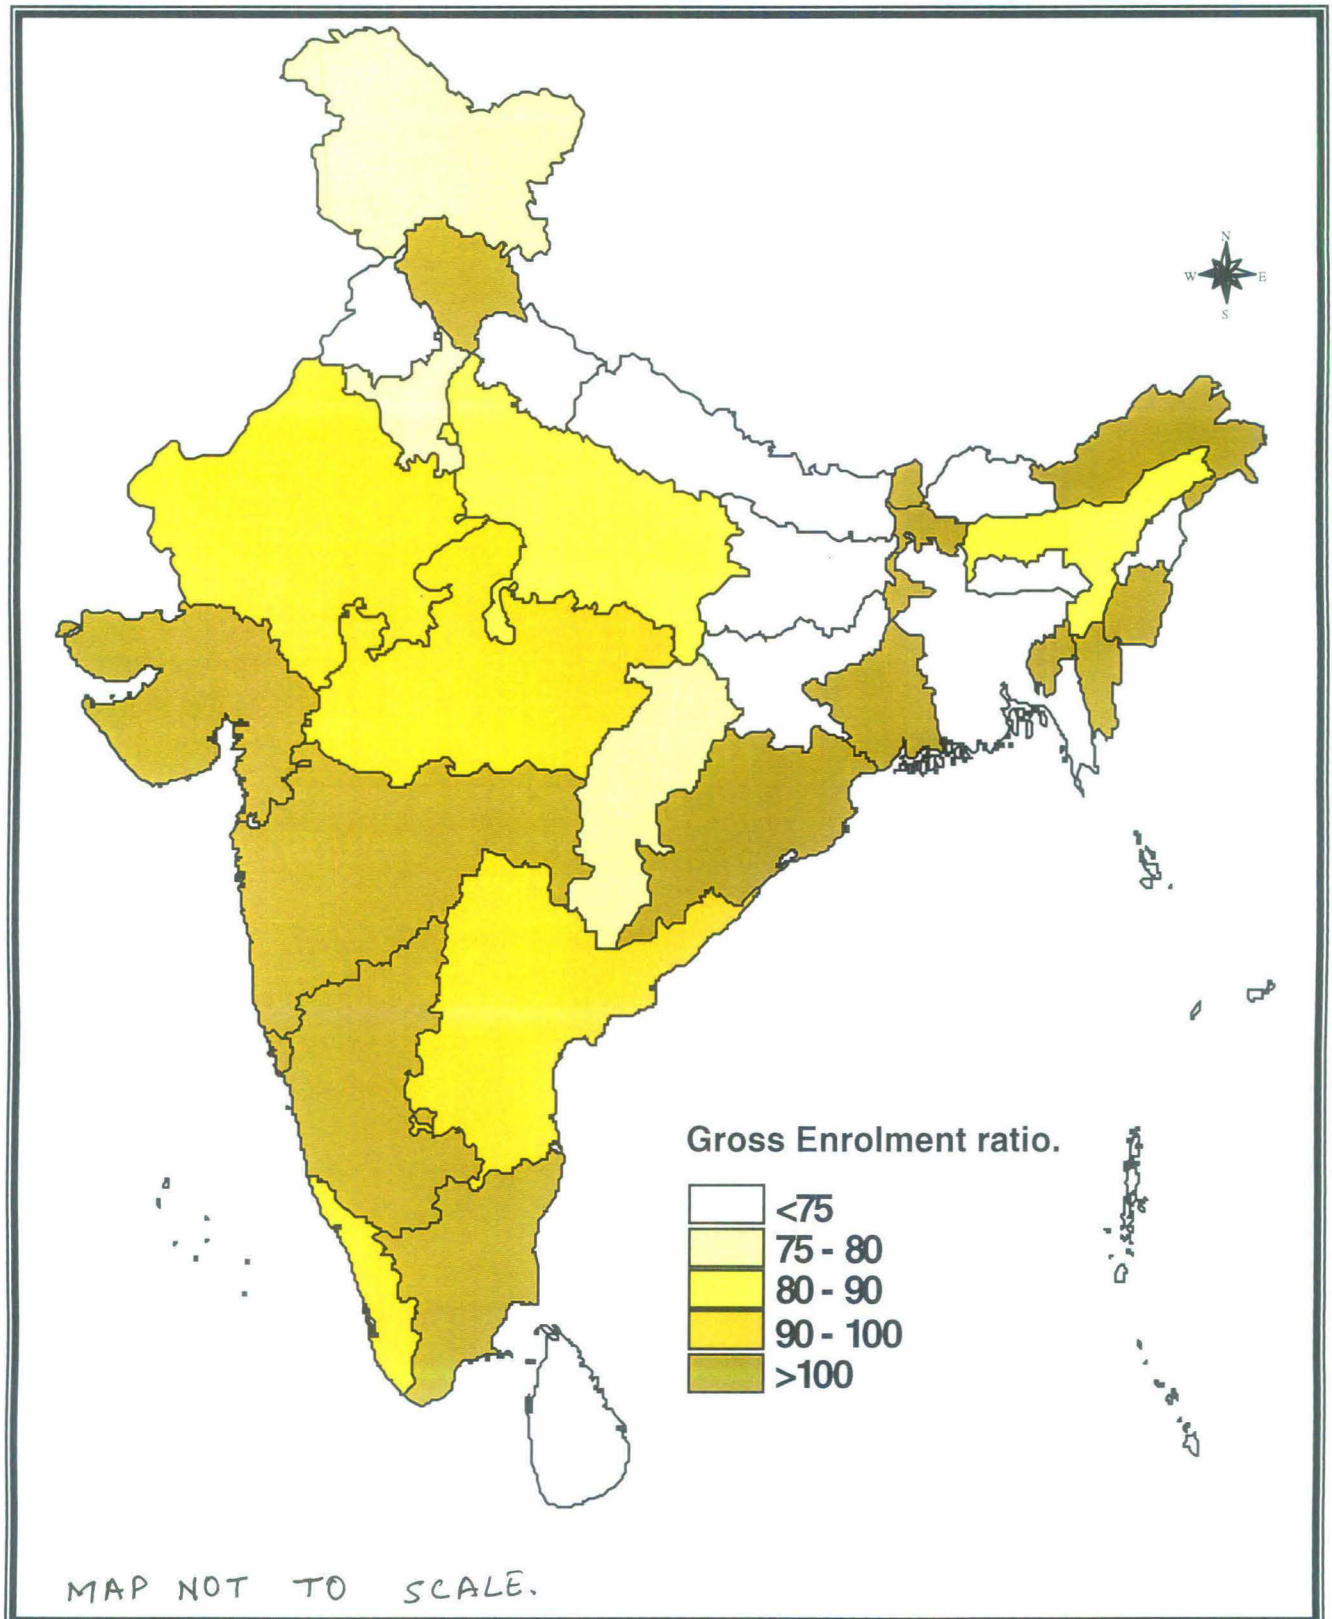 N
W E
S
Gross Enrolment ratio.
<75
75 - 80
80 - 90
90 - 100
>100
MAP NOT TO SCALE.